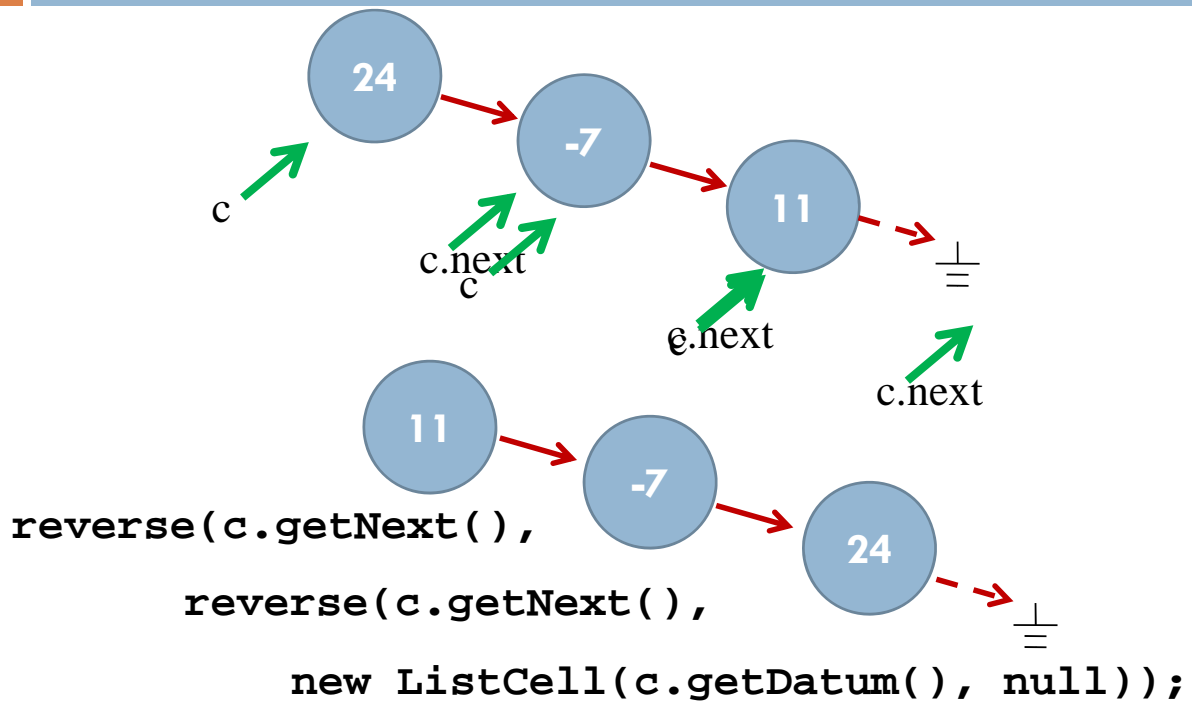 24
-7
11
c
c.next
c
c.next
c
c.next
11
-7
24
reverse(c.getNext(),
reverse(c.getNext(),
new ListCell(c.getDatum(), null));